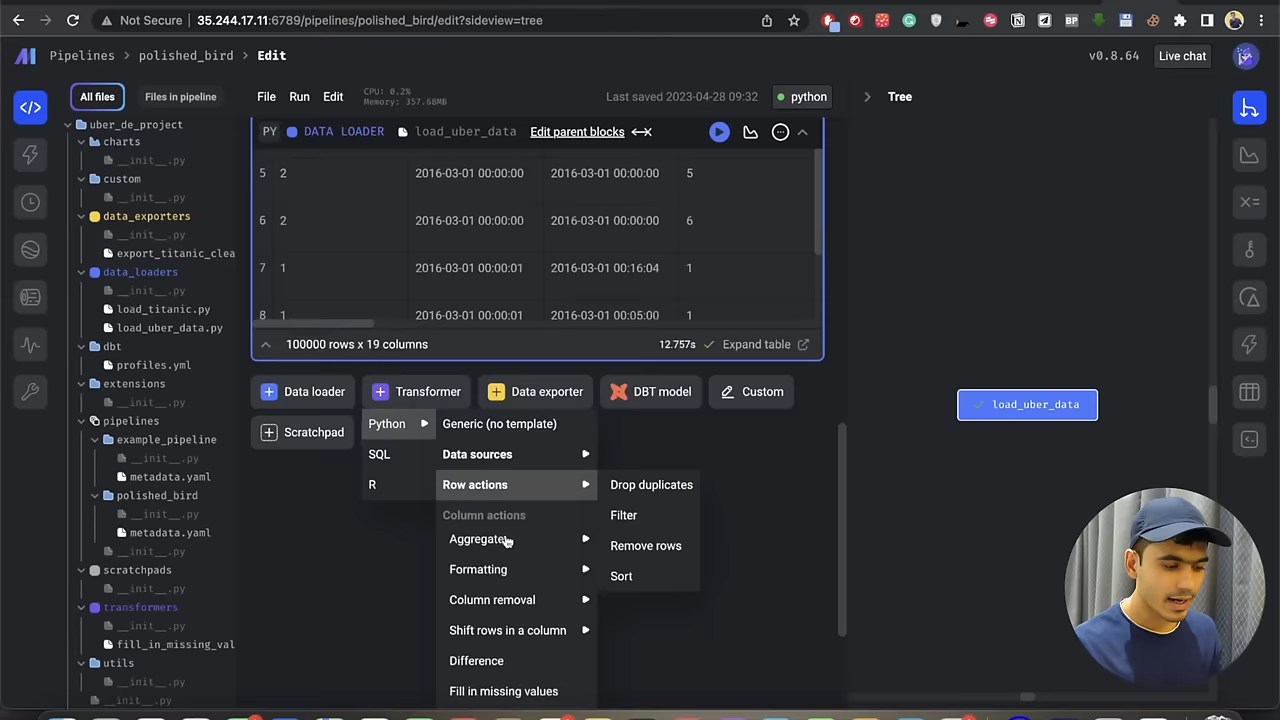 Not Secure 35.244.17.11:6789/pipelines/polished_bird/edit?sideview=tree
Pipelines > polished_bird > Edit
v0.8.64
Live chat
All files
Files in pipeline
File Run Edit
CPU: 0.2%
Memory: 357.68MB
Last saved 2023-04-28 09:32
python
Tree
uber_de_project
charts
__init__.py
custom
__init__.py
data_exporters
__init__.py
export_titanic_clea
data_loaders
__init__.py
load_titanic.py
load_uber_data.py
dbt
profiles.yml
extensions
__init__.py
pipelines
example_pipeline
__init__.py
metadata.yaml
polished_bird
__init__.py
metadata.yaml
__init__.py
scratchpads
__init__.py
transformers
__init__.py
fill_in_missing_val
utils
__init__.py
__init__.py
PY DATA LOADER load_uber_data Edit parent blocks
5 2 2016-03-01 00:00:00 2016-03-01 00:00:00 5
6 2 2016-03-01 00:00:00 2016-03-01 00:00:00 6
7 1 2016-03-01 00:00:01 2016-03-01 00:16:04 1
8 1 2016-03-01 00:00:01 2016-03-01 00:05:00 1
100000 rows x 19 columns
12.757s
Expand table
Data loader
Transformer
Data exporter
DBT model
Custom
Scratchpad
Python
SQL
R
Generic (no template)
Data sources
Row actions
Column actions
Aggregate
Formatting
Column removal
Shift rows in a column
Difference
Fill in missing values
Drop duplicates
Filter
Remove rows
Sort
load_uber_data